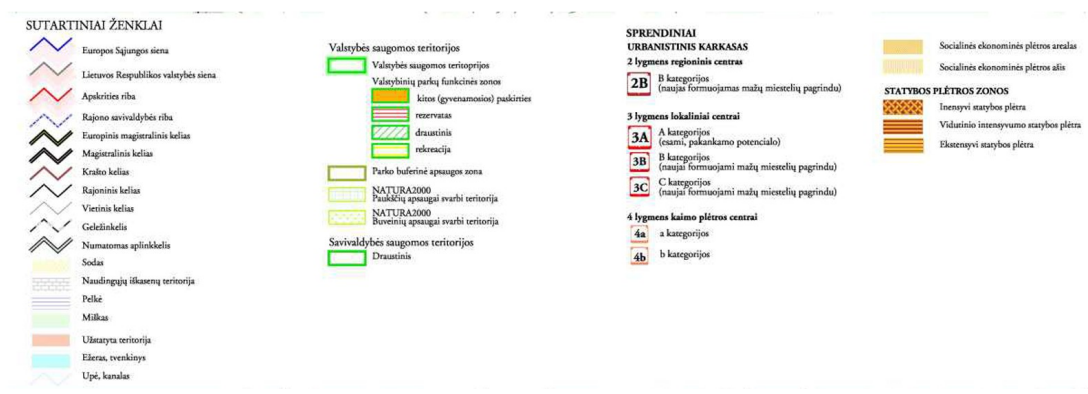 SUTARTINIAI ŽENKLAI
Europos Sąjungos siena
Lietuvos Respublikos valstybės siena
Apskrities riba
Rajono savivaldybės riba
Europinis magistralinis kelias
Magistralinis kelias
Krašto kelias
Rajoninis kelias
Vietinis kelias
Geležinkelis
Numatomas aplinkkelis
Sodas
Naudingųjų iškasenų teritorija
Pelkė
Miškas
Užstatyta teritorija
Ežeras, tvenkinys
Upė, kanalas
Valstybės saugomos teritorijos
Valstybės saugomos teritoprijos
Valstybinių parkų funkcinės zonos
kitos (gyvenamosios) paskirties
rezervatas
draustinis
rekreacija
Parko buferinė apsaugos zona
NATURA2000
Paukščių apsaugai svarbi teritorija
NATURA2000
Buveinių apsaugai svarbi teritorija
Savivaldybės saugomos teritorijos
Draustinis
SPRENDINIAI
URBANISTINIS KARKASAS
2 lygmens regioninis centras
2B B kategorijos
(naujas formuojamas mažų miestelių pagrindu)
3 lygmens lokaliniai centrai
3A A kategorijos
(esami, pakankamo potencialo)
3B B kategorijos
(naujai formuojami mažų miestelių pagrindu)
3C C kategorijos
(naujai formuojami mažų miestelių pagrindu)
4 lygmens kaimo plėtros centrai
4a a kategorijos
4b b kategorijos
Socialinės ekonominės plėtros arealas
Socialinės ekonominės plėtros ašis
STATYBOS PLĖTROS ZONOS
Inensyvi statybos plėtra
Vidutinio intensyvumo statybos plėtra
Ekstensyvi statybos plėtra